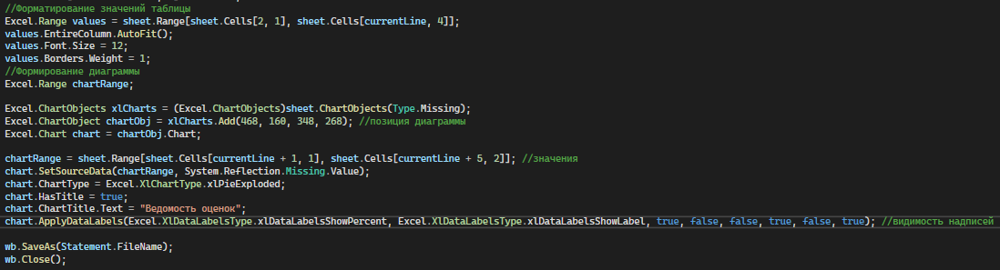 //Форматирование значений таблицы
Excel.Range values = sheet.Range[sheet.Cells[2, 1], sheet.Cells[currentLine, 4]];
values.EntireColumn.AutoFit();
values.Font.Size = 12;
values.Borders.Weight = 1;
//Формирование диаграммы
Excel.Range chartRange;
Excel.ChartObjects xlCharts = (Excel.ChartObjects)sheet.ChartObjects(Type.Missing);
Excel.ChartObject chartObj = xlCharts.Add(468, 160, 348, 268); //позиция диаграммы
Excel.Chart chart = chartObj.Chart;
chartRange = sheet.Range[sheet.Cells[currentLine + 1, 1], sheet.Cells[currentLine + 5, 2]]; //значения
chart.SetSourceData(chartRange, System.Reflection.Missing.Value);
chart.ChartType = Excel.XlChartType.xlPieExploded;
chart.HasTitle = true;
chart.ChartTitle.Text = "Ведомость оценок";
chart.ApplyDataLabels(Excel.XlDataLabelsType.xlDataLabelsShowPercent, Excel.XlDataLabelsType.xlDataLabelsShowLabel, true, false, false, true, false, true); //видимость надписей
wb.SaveAs(Statement.FileName);
wb.Close();